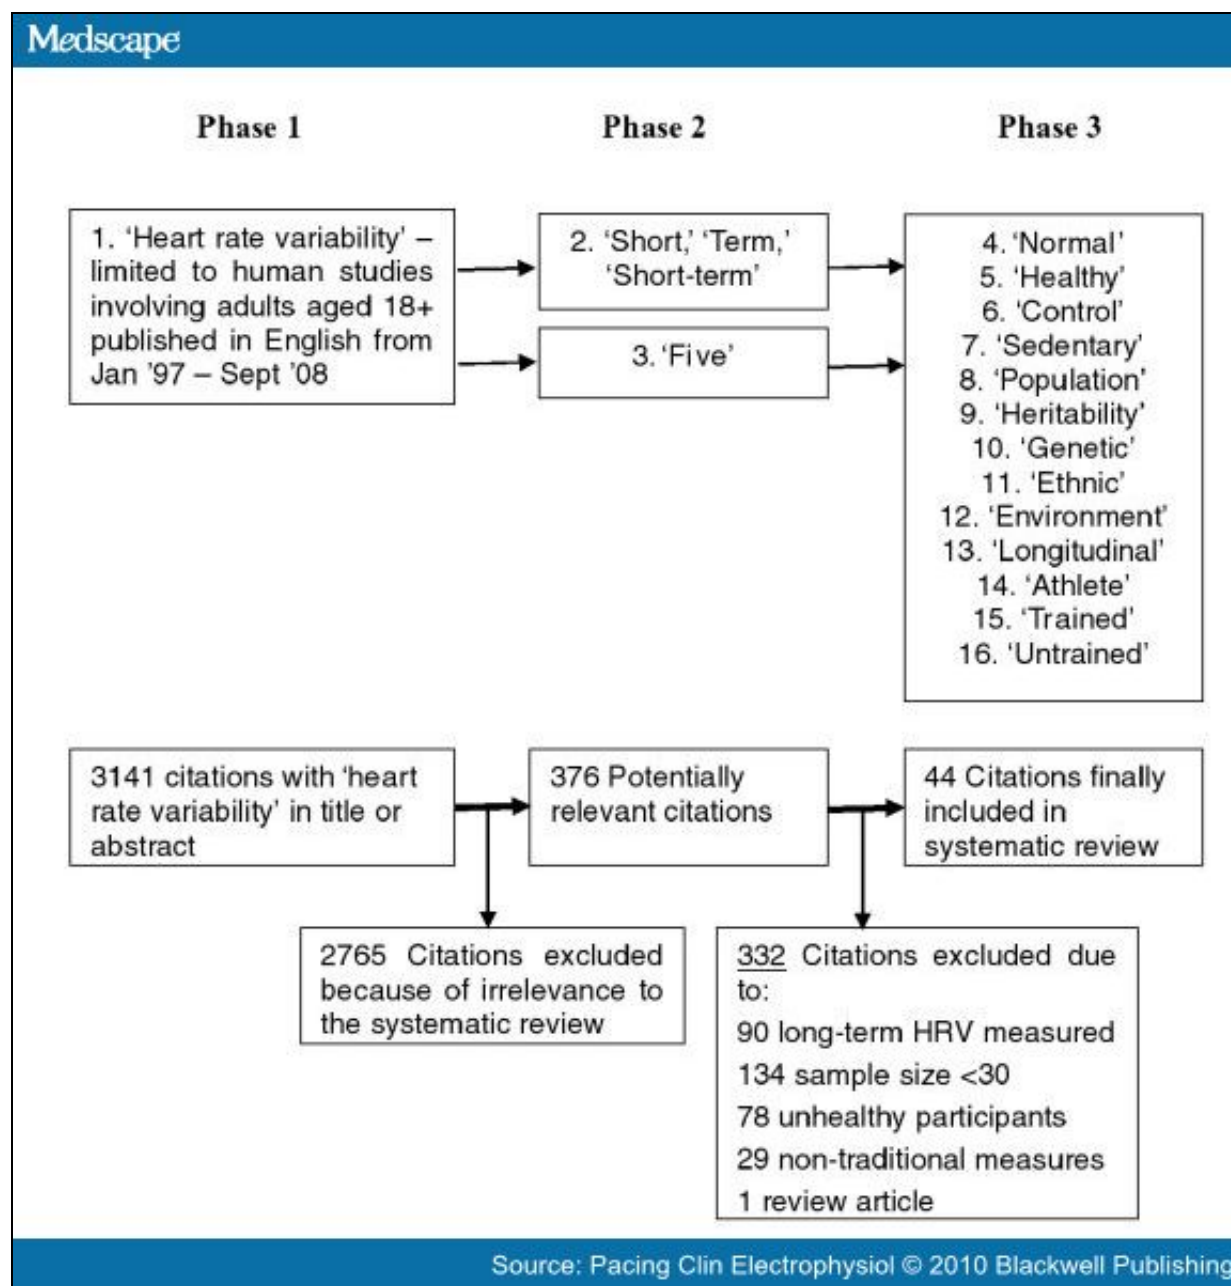 Medscape
Phase 1
Phase 2
Phase 3
1. ‘Heart rate variability’ –
limited to human studies
involving adults aged 18+
published in English from
Jan ’97 – Sept ’08
2. ‘Short,’ ‘Term,’
‘Short-term’
3. ‘Five’
4. ‘Normal’
5. ‘Healthy’
6. ‘Control’
7. ‘Sedentary’
8. ‘Population’
9. ‘Heritability’
10. ‘Genetic’
11. ‘Ethnic’
12. ‘Environment’
13. ‘Longitudinal’
14. ‘Athlete’
15. ‘Trained’
16. ‘Untrained’
3141 citations with ‘heart
rate variability’ in title or
abstract
376 Potentially
relevant citations
44 Citations finally
included in
systematic review
2765 Citations excluded
because of irrelevance to
the systematic review
332 Citations excluded due
to:
90 long-term HRV measured
134 sample size <30
78 unhealthy participants
29 non-traditional measures
1 review article
Source: Pacing Clin Electrophysiol © 2010 Blackwell Publishing